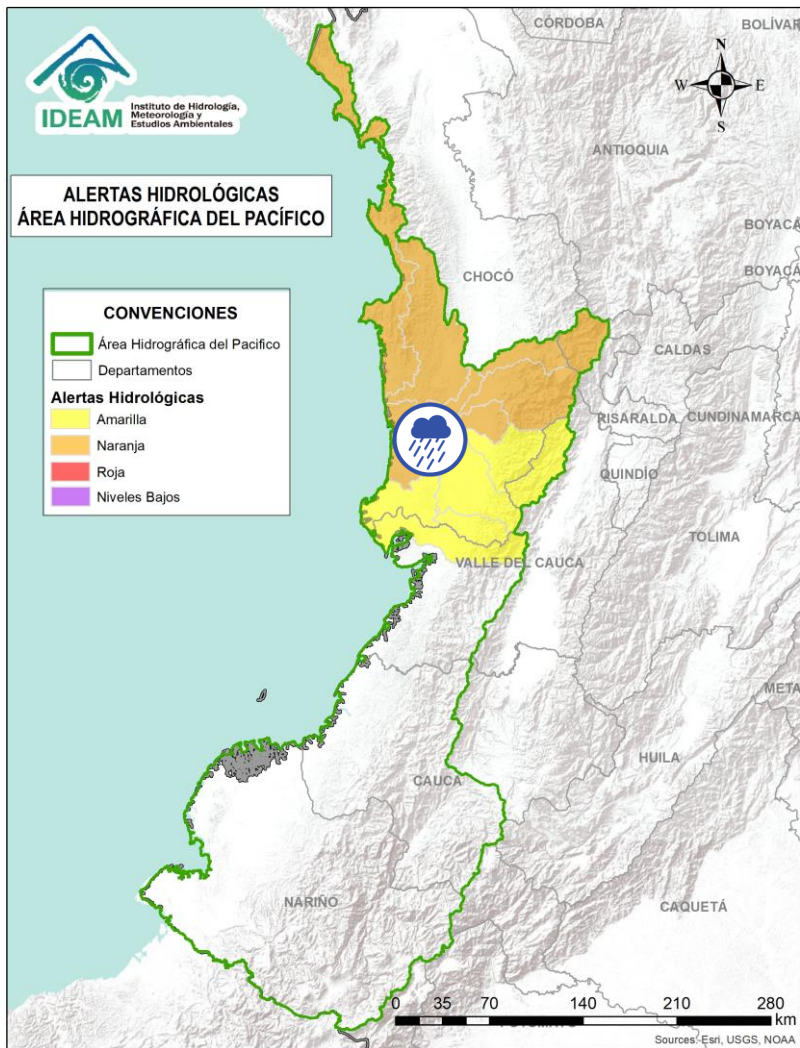 CÓRDOBA
BOLÍVAR
N
W
E
S
IDEAM
Instituto de Hidrología,
Meteorología y
Estudios Ambientales
ANTIOQUIA
ALERTAS HIDROLÓGICAS
ÁREA HIDROGRÁFICA DEL PACÍFICO
BOYACÁ
BOYACÁ
CHOCÓ
CONVENCIONES
Área Hidrográfica del Pacifico
Departamentos
Alertas Hidrológicas
Amarilla
Naranja
Roja
Niveles Bajos
CALDAS
RISARALDA
CUNDINAMARCA
QUINDÍO
TOLIMA
VALLE DEL CAUCA
META
HUILA
CAUCA
NARIÑO
CAQUETÁ
0 35 70 140 210 280
km
Sources: Esri, USGS, NOAA